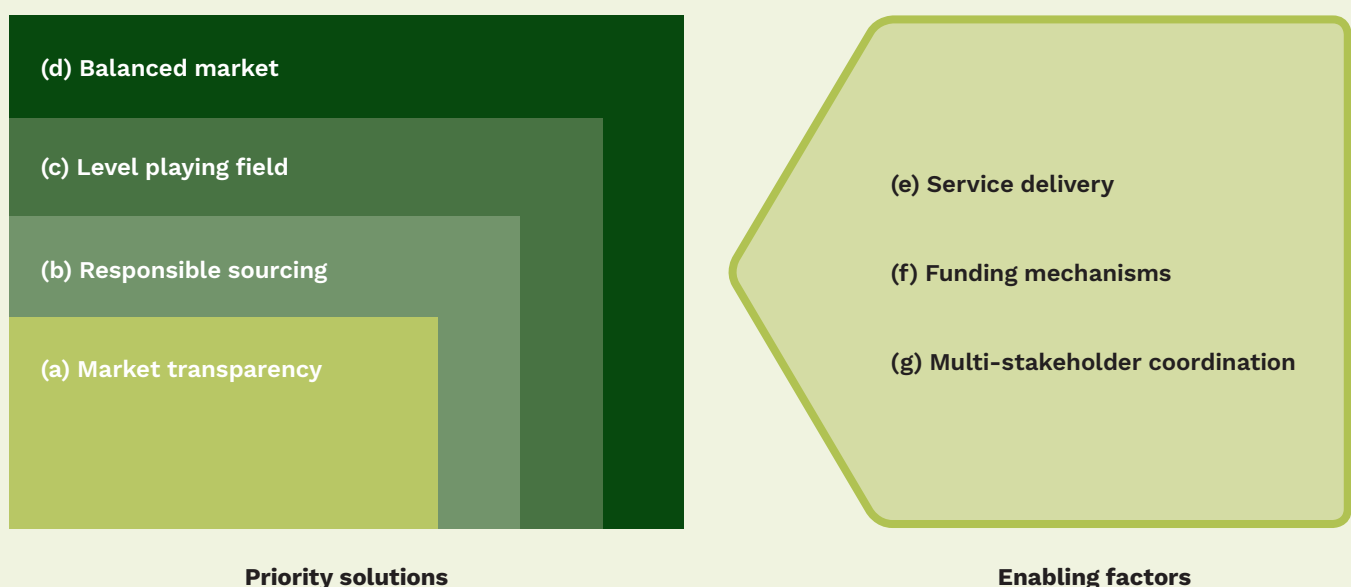 (d) Balanced market
(c) Level playing field
(b) Responsible sourcing
(a) Market transparency
Priority solutions
(e) Service delivery
(f) Funding mechanisms
(g) Multi-stakeholder coordination
Enabling factors